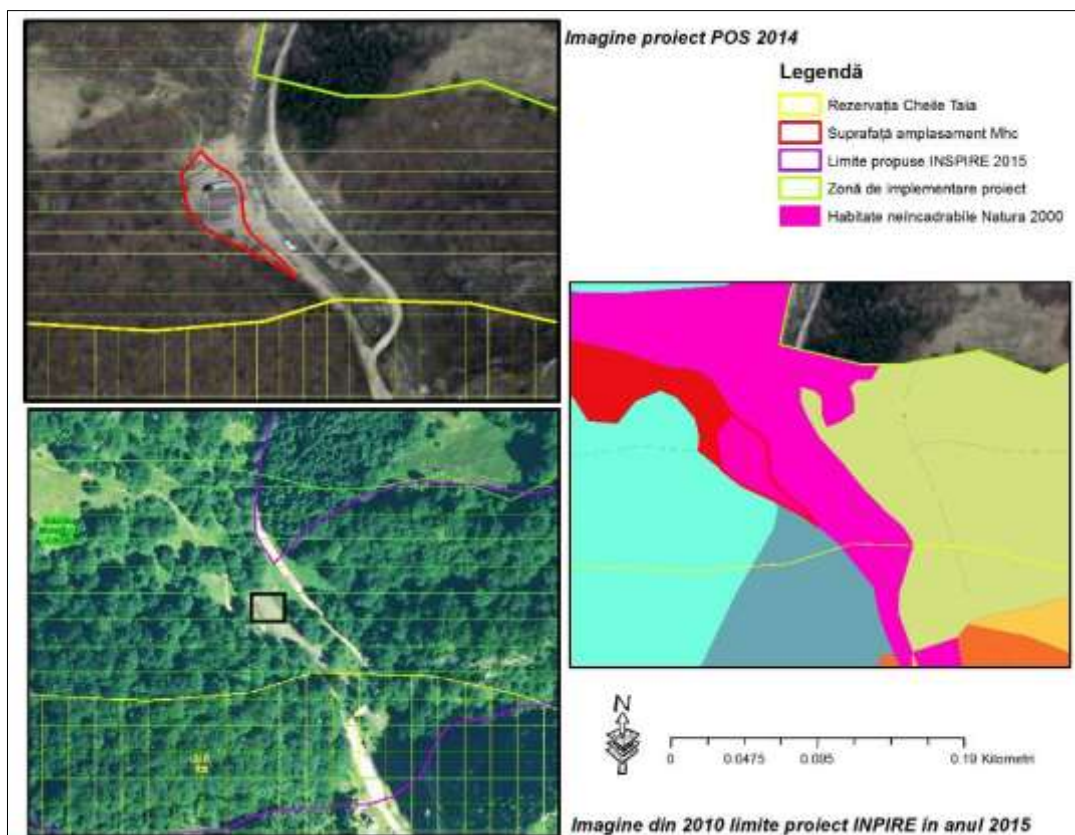 Imagine proiect POS 2014
Legendă
Rezervația Cheile Taia
Suprafață amplasament Mhc
Limite propuse INSPIRE 2015
Zonă de implementare proiect
Habitate neîncadrabile Natura 2000
N
0 0.0475 0.095 0.19 Kilometri
Imagine din 2010 limite proiect INPIRE in anul 2015